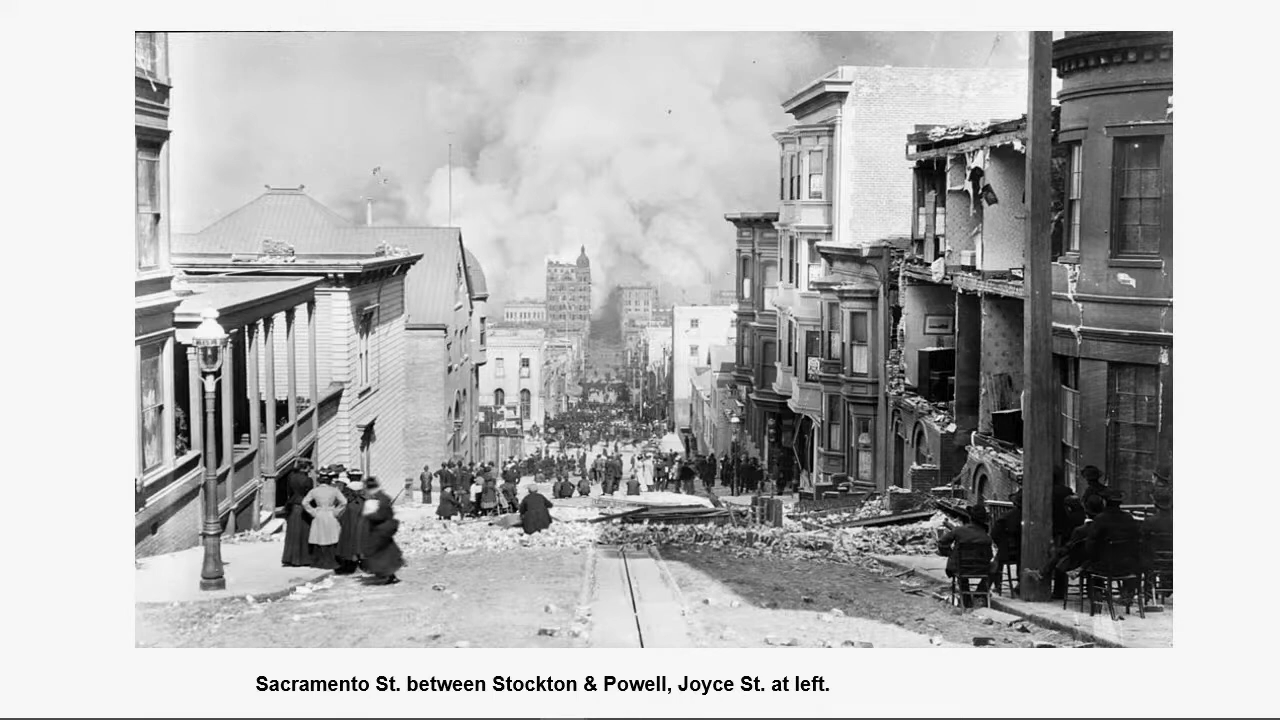 Sacramento St. between Stockton & Powell, Joyce St. at left.